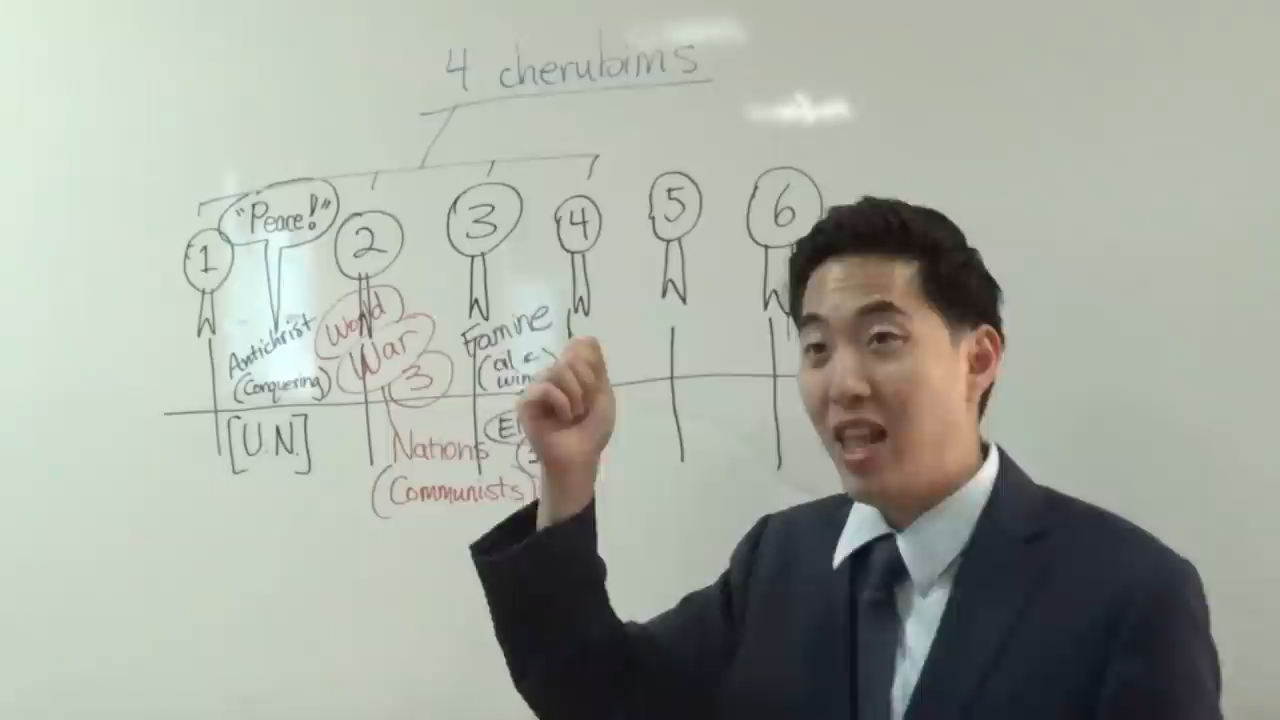 4 cherubims
1
"Peace!"
2
3
4
5
6
Antichrist
(Conquering)
[U.N.]
World
War
3
Nations
(Communists)
Famine